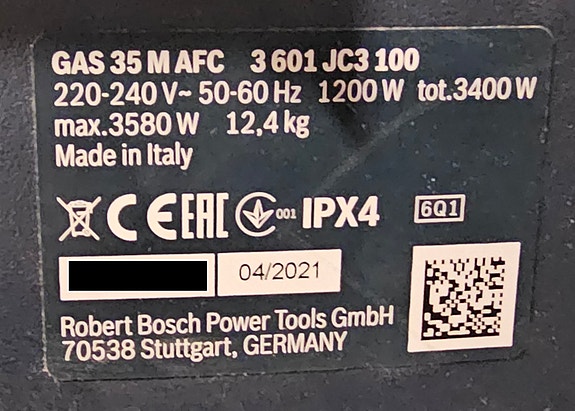 GAS 35 M AFC 3 601 JC3 100
220-240 V~ 50-60 Hz 1200 W tot.3400 W
max.3580 W 12,4 kg
Made in Italy
CE EAC 001 IPX4 6Q1
04/2021
Robert Bosch Power Tools GmbH
70538 Stuttgart, GERMANY